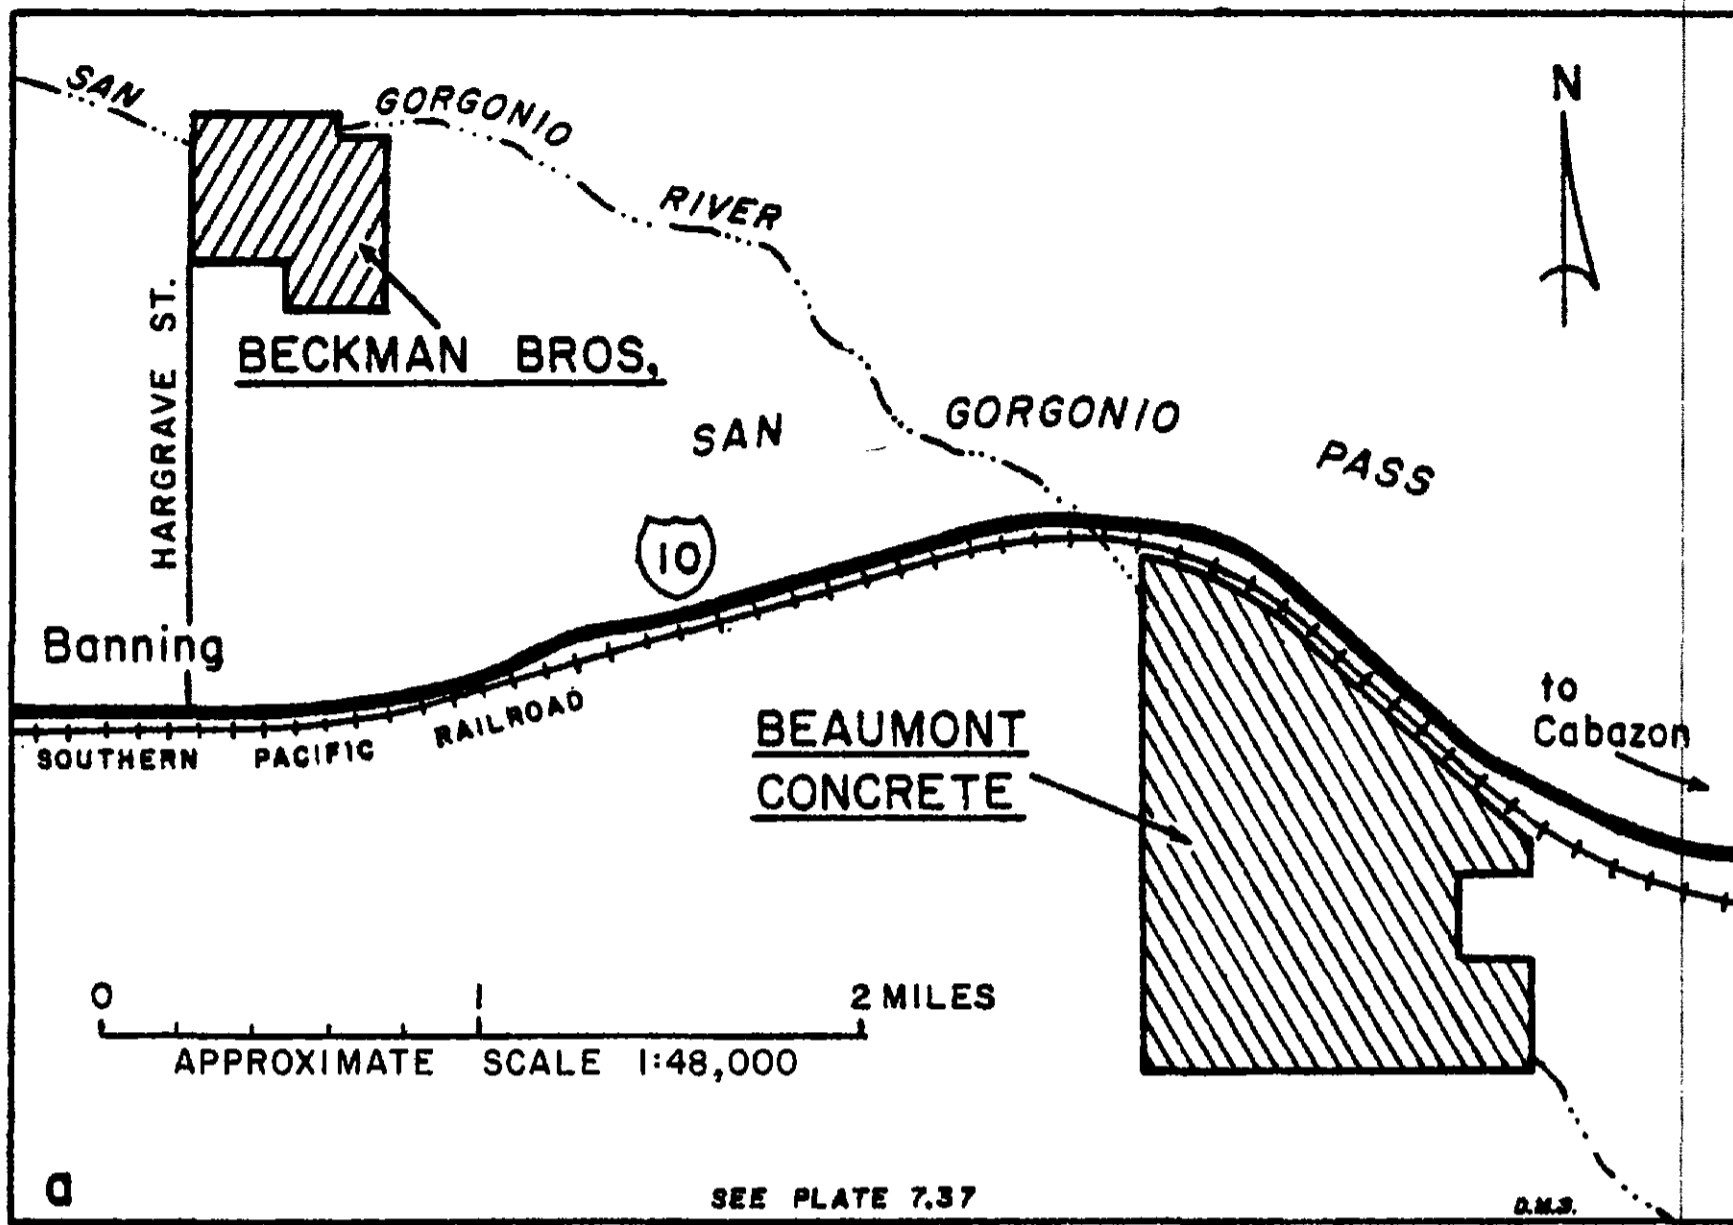 SAN GORGONIO RIVER
N
HARGRAVE ST.
BECKMAN BROS,
SAN GORGONIO PASS
10
Banning
SOUTHERN PACIFIC RAILROAD
BEAUMONT
CONCRETE
to
Cabazon
0 1 2 MILES
APPROXIMATE SCALE 1:48,000
a
SEE PLATE 7.37
D.M.S.